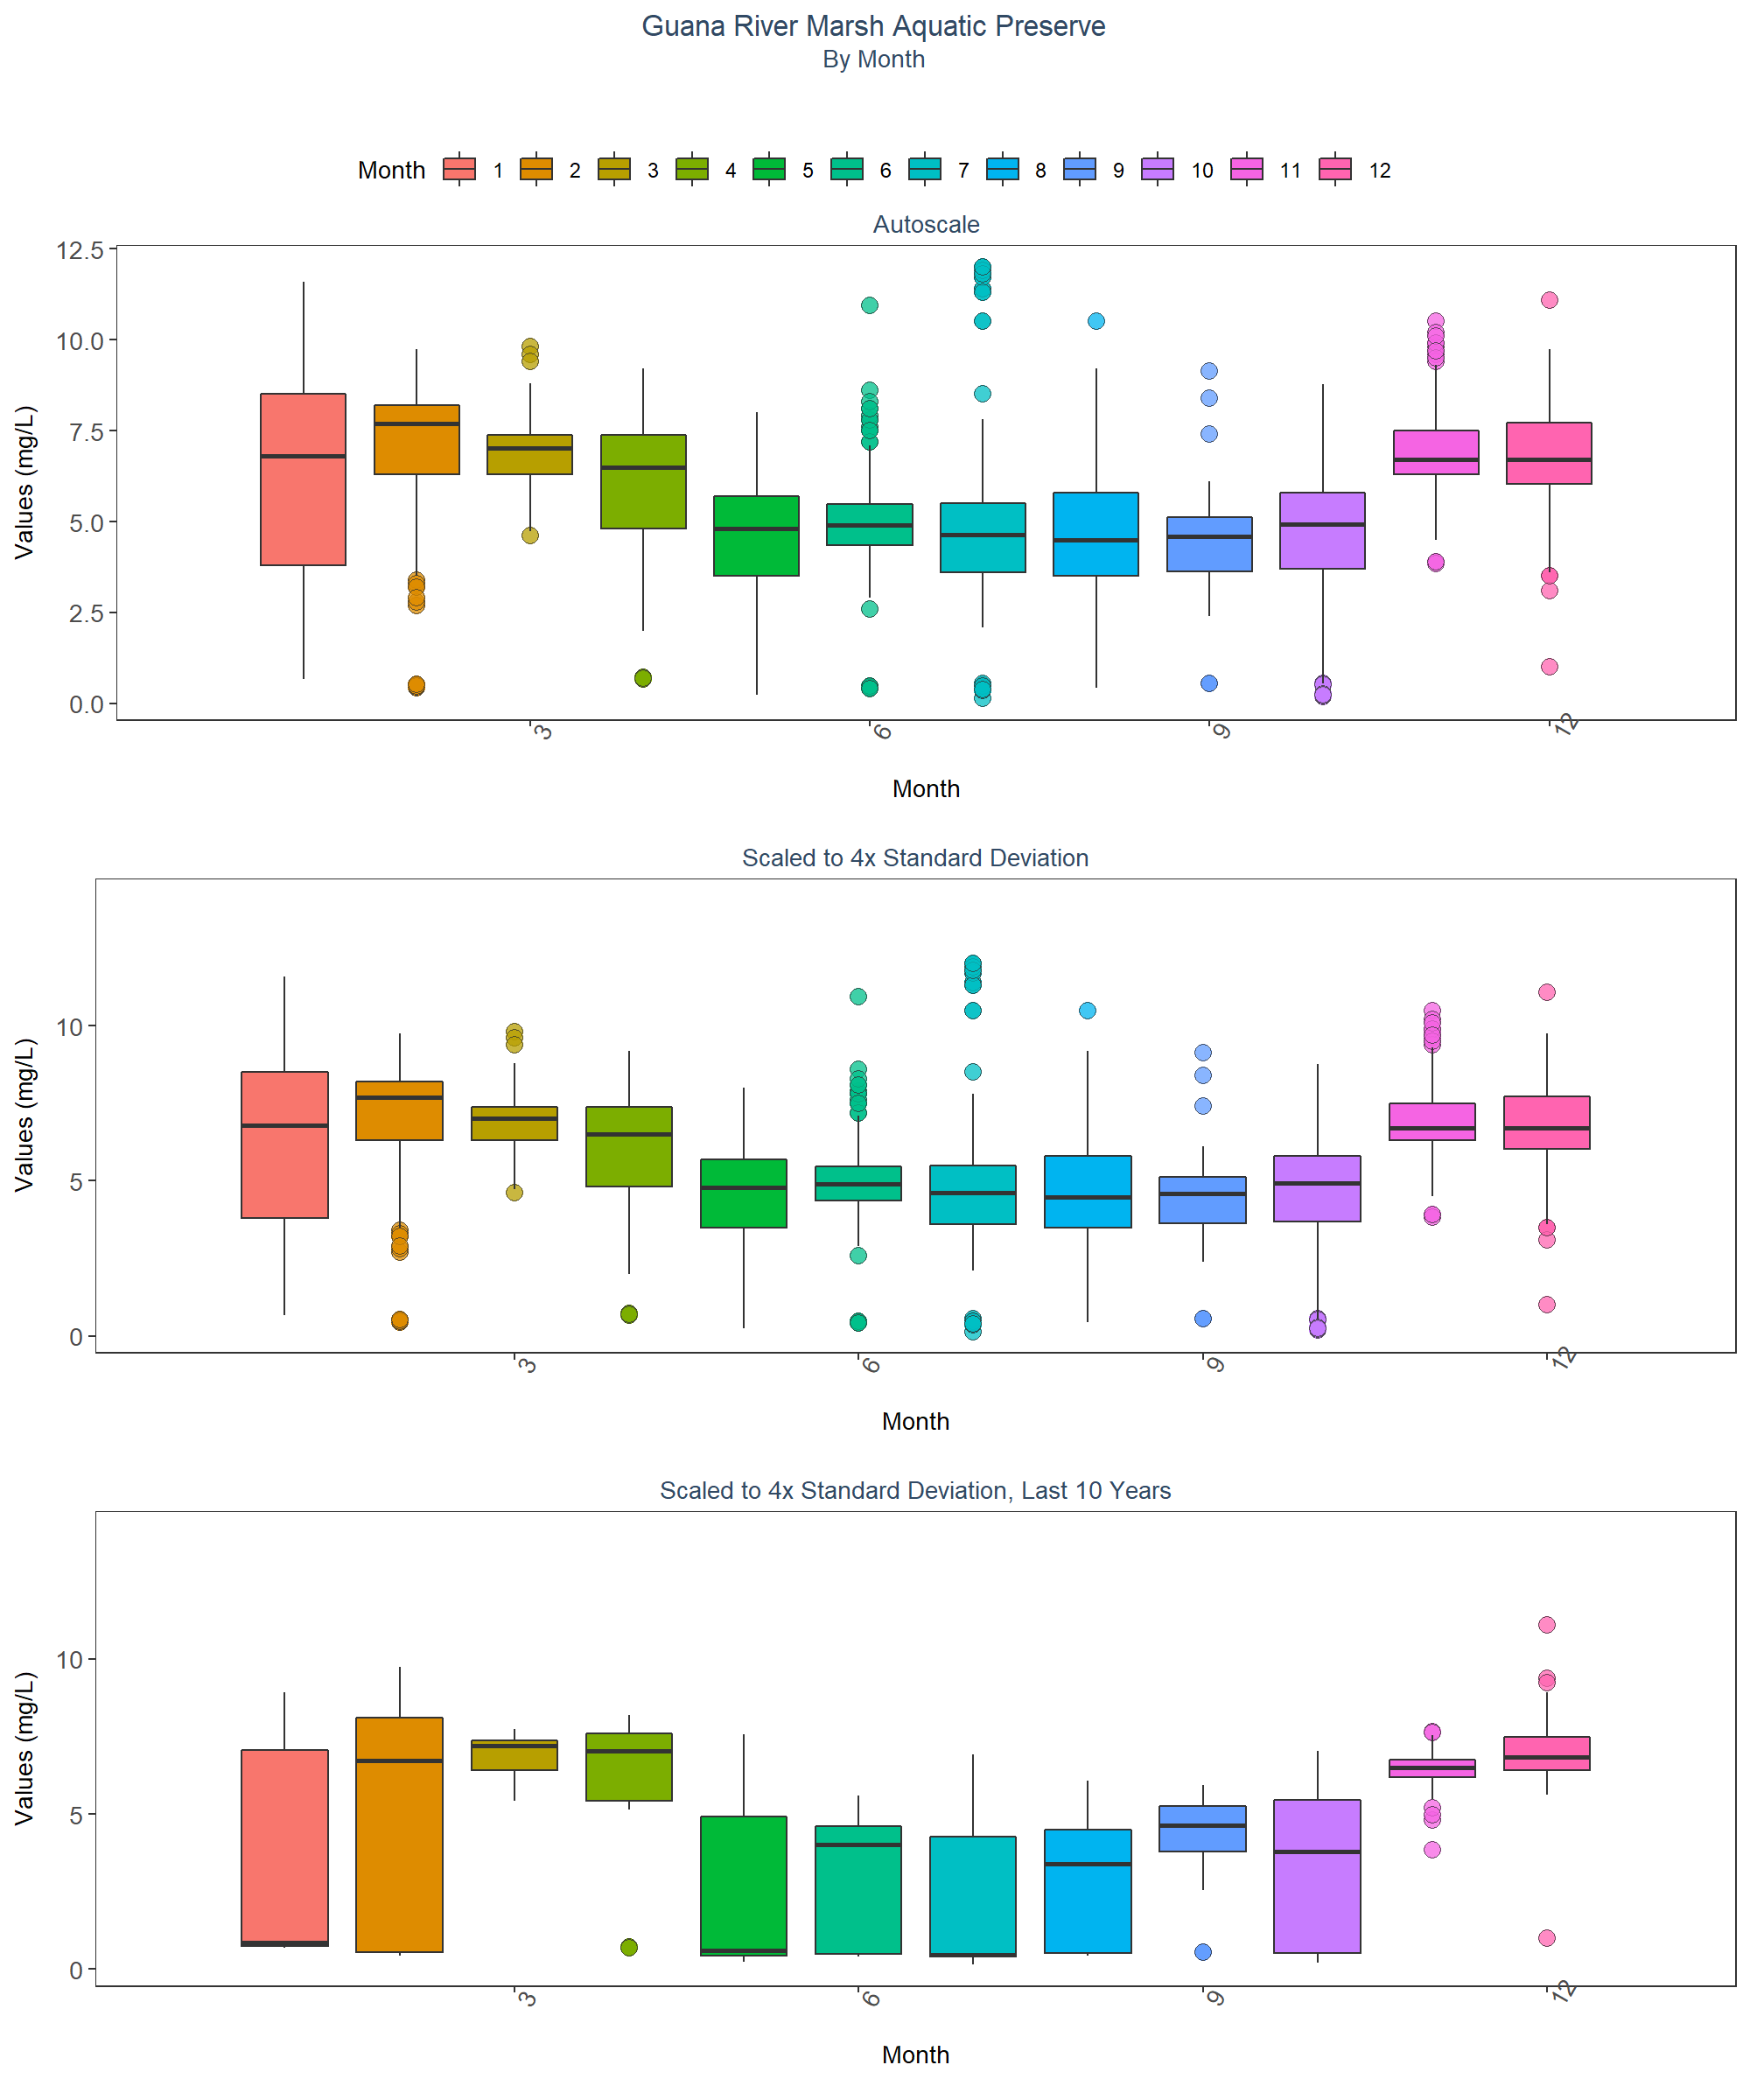 Guana River Marsh Aquatic Preserve
By Month
Month 1 2 3 4 5 6 7 8 9 10 11 12
Autoscale
Values (mg/L)
12.5
10.0
7.5
5.0
2.5
0.0
3 6 9 12
Month
Scaled to 4x Standard Deviation
Values (mg/L)
10
5
0
3 6 9 12
Month
Scaled to 4x Standard Deviation, Last 10 Years
Values (mg/L)
10
5
0
3 6 9 12
Month